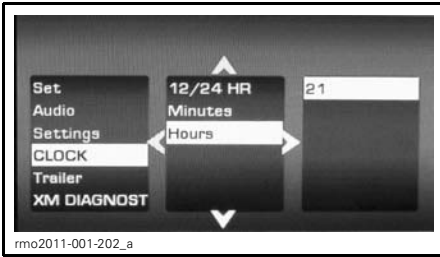 Set
Audio
Settings
CLOCK
Trailer
XM DIAGNOST
12/24 HR
Minutes
Hours
21
rmo2011-001-202_a